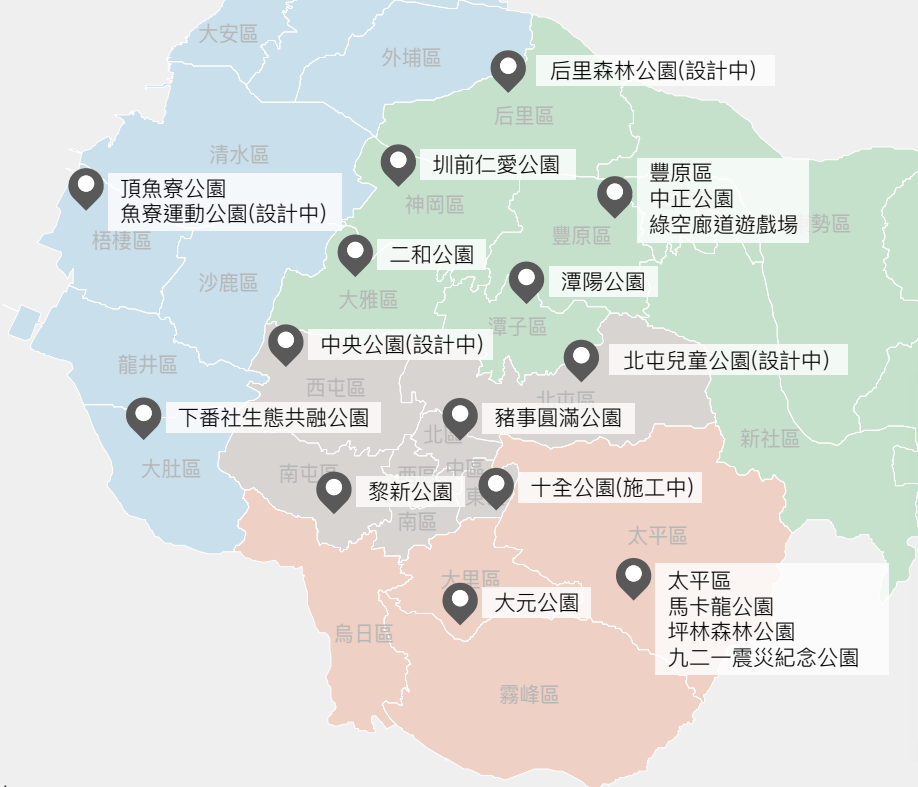 大安區
外埔區
后里森林公園(設計中)
后里區
清水區
圳前仁愛公園
頂魚寮公園
魚寮運動公園(設計中)
豐原區
中正公園
綠空廊道遊戲場
神岡區
豐原區
勢區
梧棲區
二和公園
沙鹿區
潭陽公園
大雅區
潭子區
中央公園(設計中)
北屯兒童公園(設計中)
龍井區
西屯區
北屯區
下番社生態共融公園
豬事圓滿公園
北區
新社區
大肚區
南屯區
西區
中區
黎新公園
十全公園(施工中)
東
南區
太平區
大里區
太平區
馬卡龍公園
坪林森林公園
九二一震災紀念公園
大元公園
烏日區
霧峰區